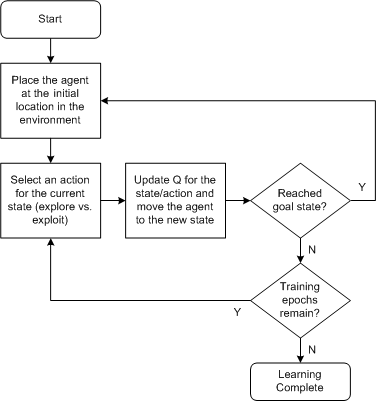 Start
Place the agent
at the initial
location in the
environment
Select an action
for the current
state (explore vs.
exploit)
Update Q for the
state/action and
move the agent
to the new state
Reached
goal state?
Y
N
Training
epochs
remain?
Y
N
Learning
Complete